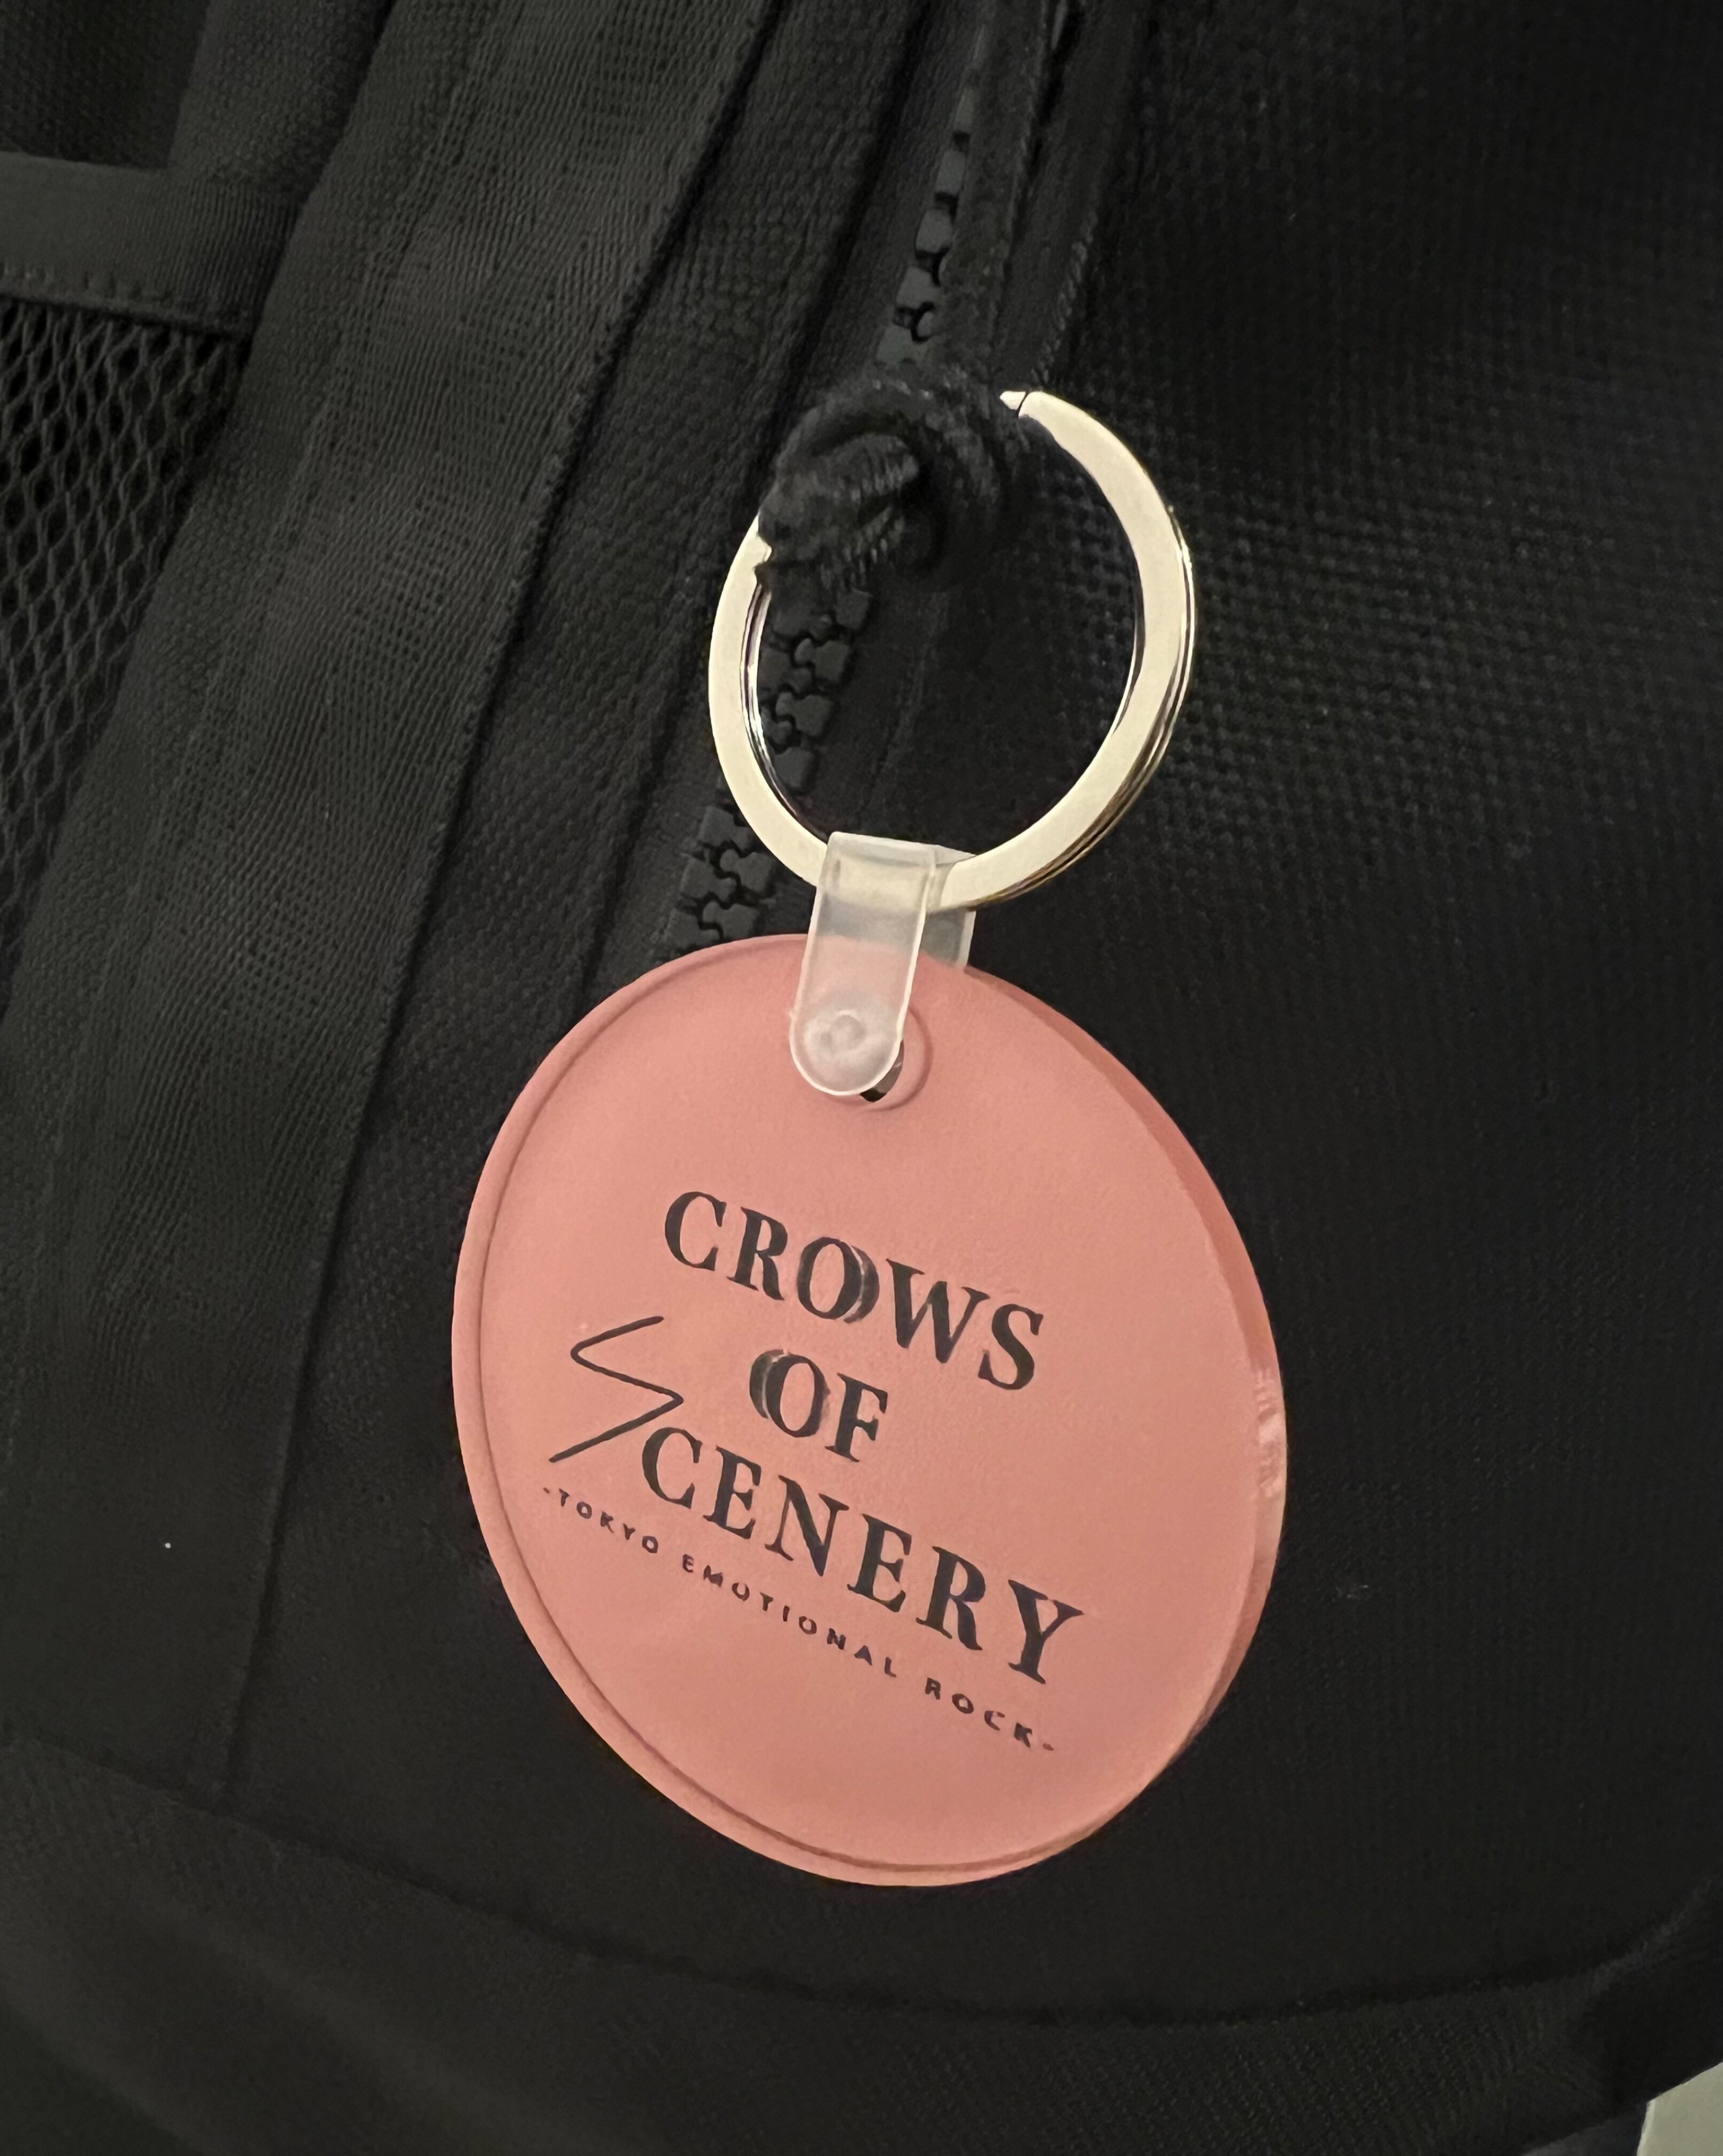 CROWS
OF
SCENERY
-TOKYO EMOTIONAL ROCK-